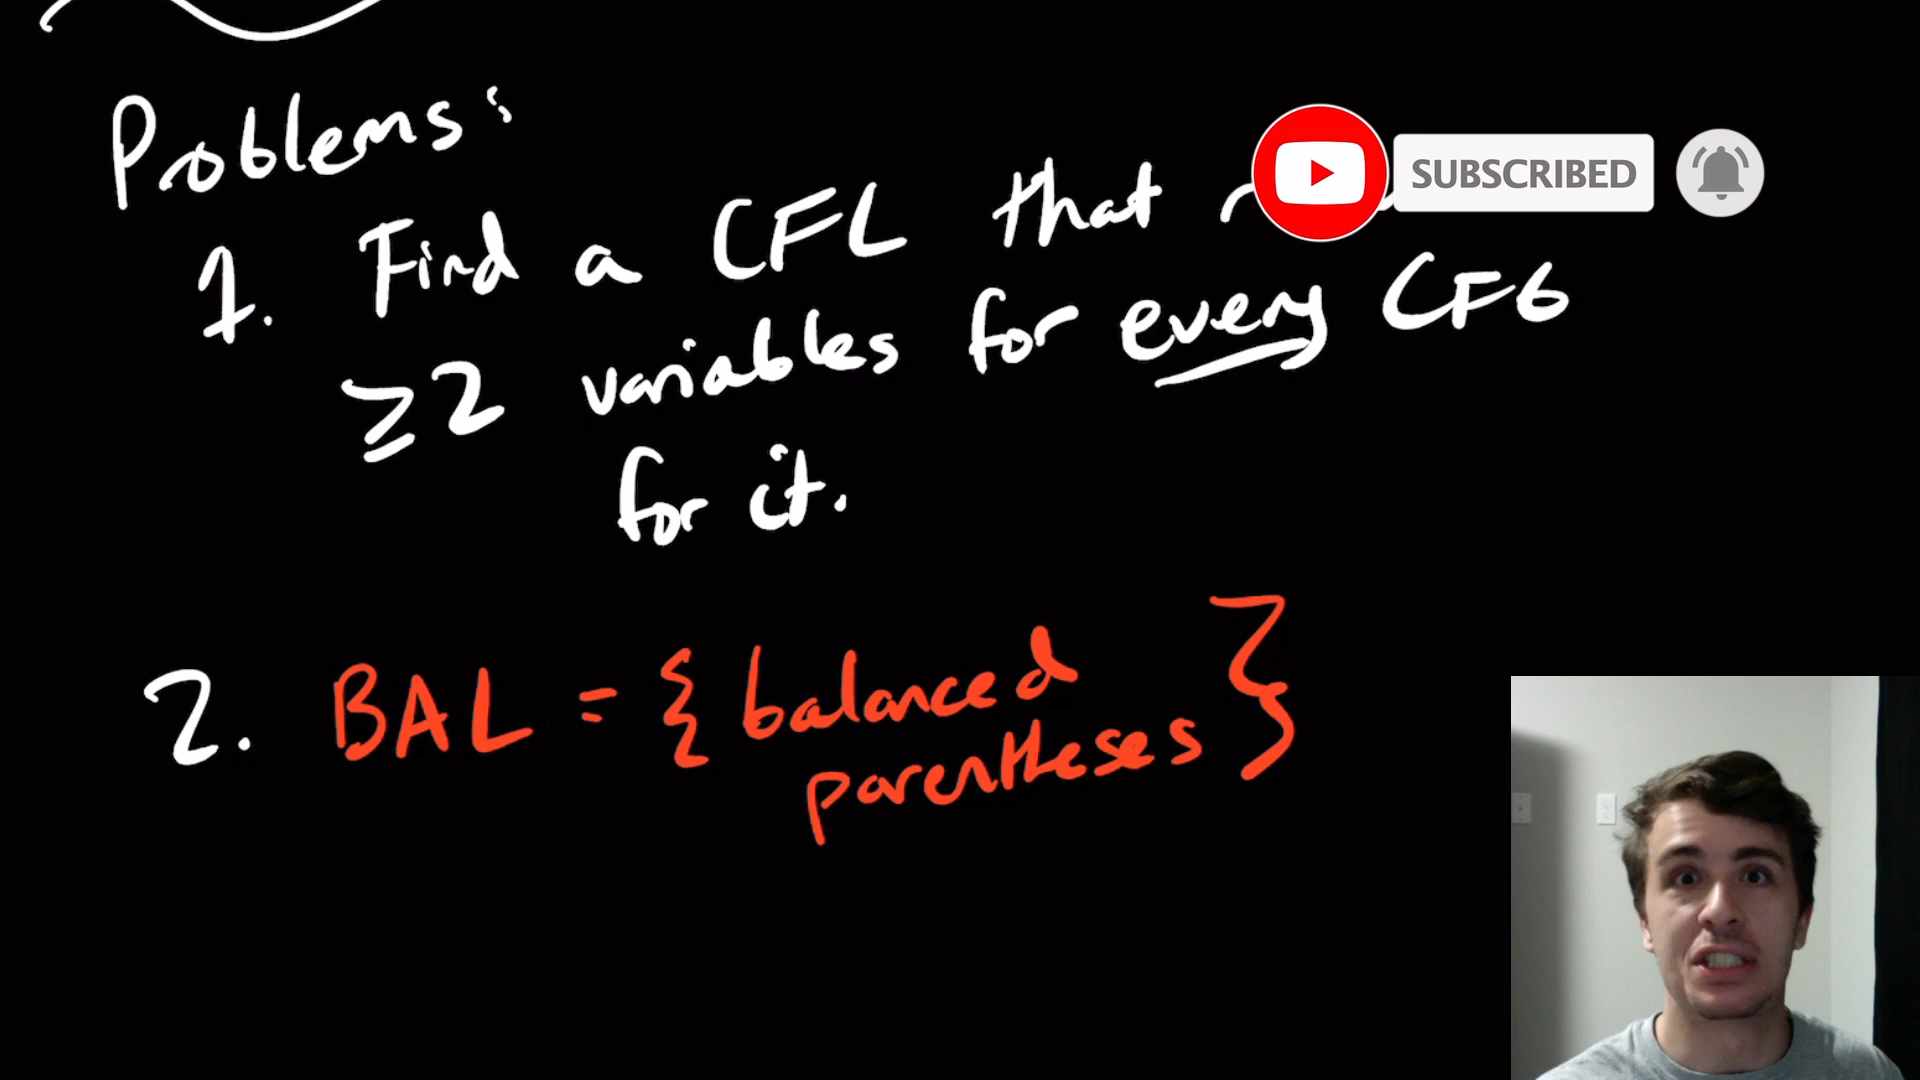 Problems:
1. Find a CFL that
SUBSCRIBED
≥2 variables for every CFG
for it.
2. BAL = { balanced
parentheses }